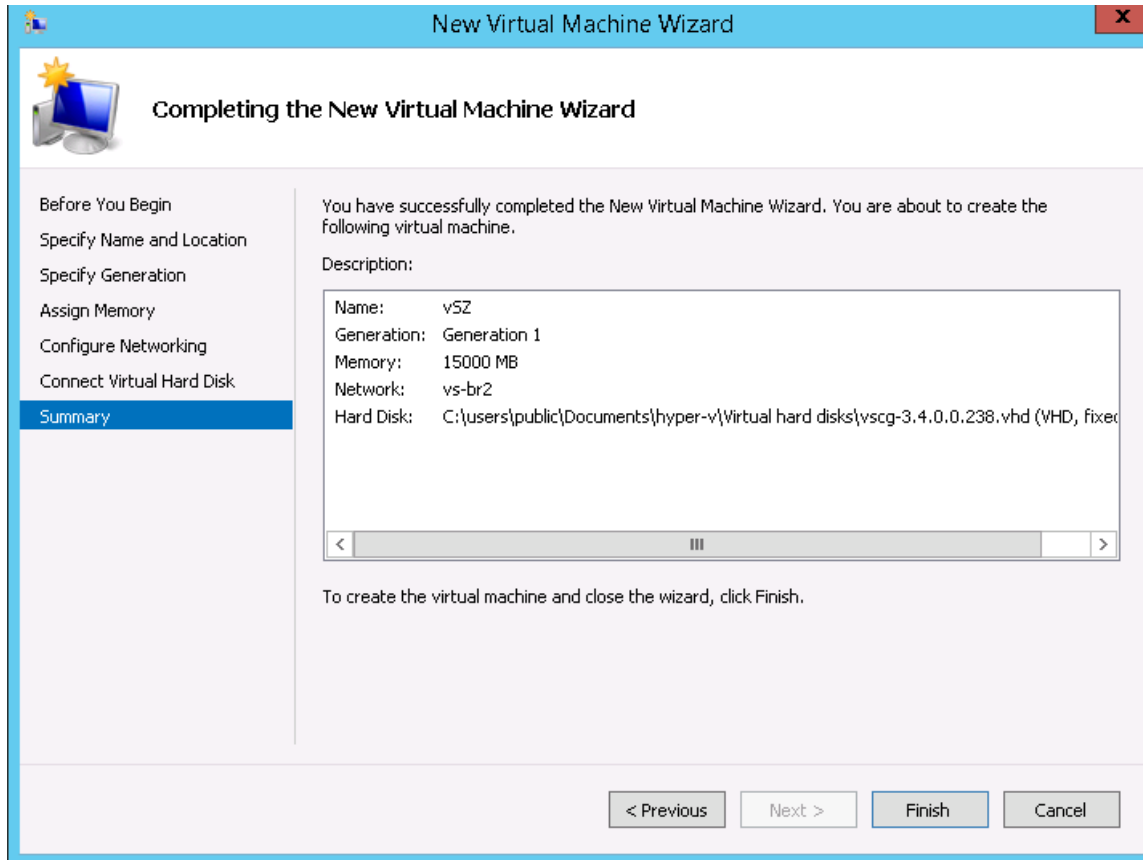 New Virtual Machine Wizard
x
Completing the New Virtual Machine Wizard
Before You Begin
Specify Name and Location
Specify Generation
Assign Memory
Configure Networking
Connect Virtual Hard Disk
Summary
You have successfully completed the New Virtual Machine Wizard. You are about to create the
following virtual machine.
Description:
Name: vSZ
Generation: Generation 1
Memory: 15000 MB
Network: vs-br2
Hard Disk: C:\users\public\Documents\hyper-v\Virtual hard disks\vscg-3.4.0.0.238.vhd (VHD, fixed
To create the virtual machine and close the wizard, click Finish.
< Previous
Next >
Finish
Cancel